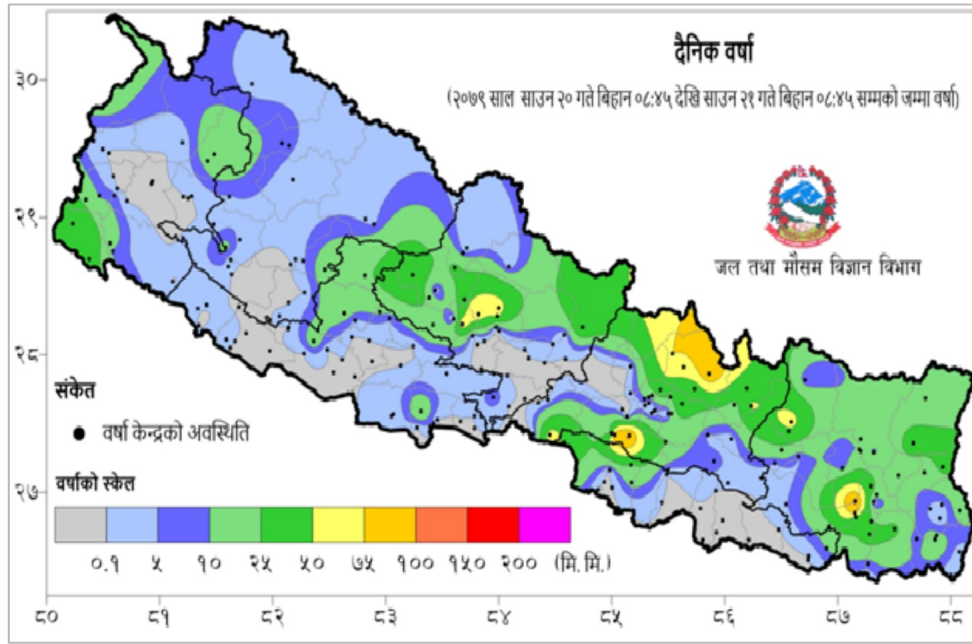 दैनिक वर्षा
(२०७९ साल साउन २० गते बिहान ०८:४५ देखि साउन २१ गते बिहान ०८:४५ सम्मको जम्मा वर्षा)
जल तथा मौसम विज्ञान विभाग
३०
२९
२८
२७
संकेत
वर्षा केन्द्रको अवस्थिति
वर्षाको स्केल
०.१ ५ १० २५ ५० ७५ १०० १५० २०० (मि.मि.)
८० ८१ ८२ ८३ ८४ ८५ ८६ ८७ ८८